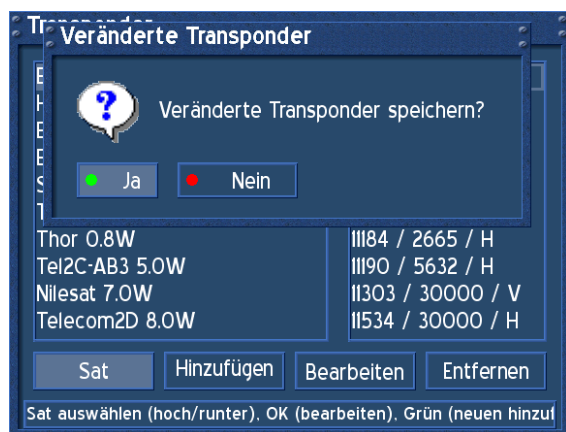 Veränderte Transponder
Veränderte Transponder speichern?
Ja
Nein
Thor 0.8W
11184 / 2665 / H
Tel2C-AB3 5.0W
11190 / 5632 / H
Nilesat 7.0W
11303 / 30000 / V
Telecom2D 8.0W
11534 / 30000 / H
Sat
Hinzufügen
Bearbeiten
Entfernen
Sat auswählen (hoch/runter), OK (bearbeiten), Grün (neuen hinzuf